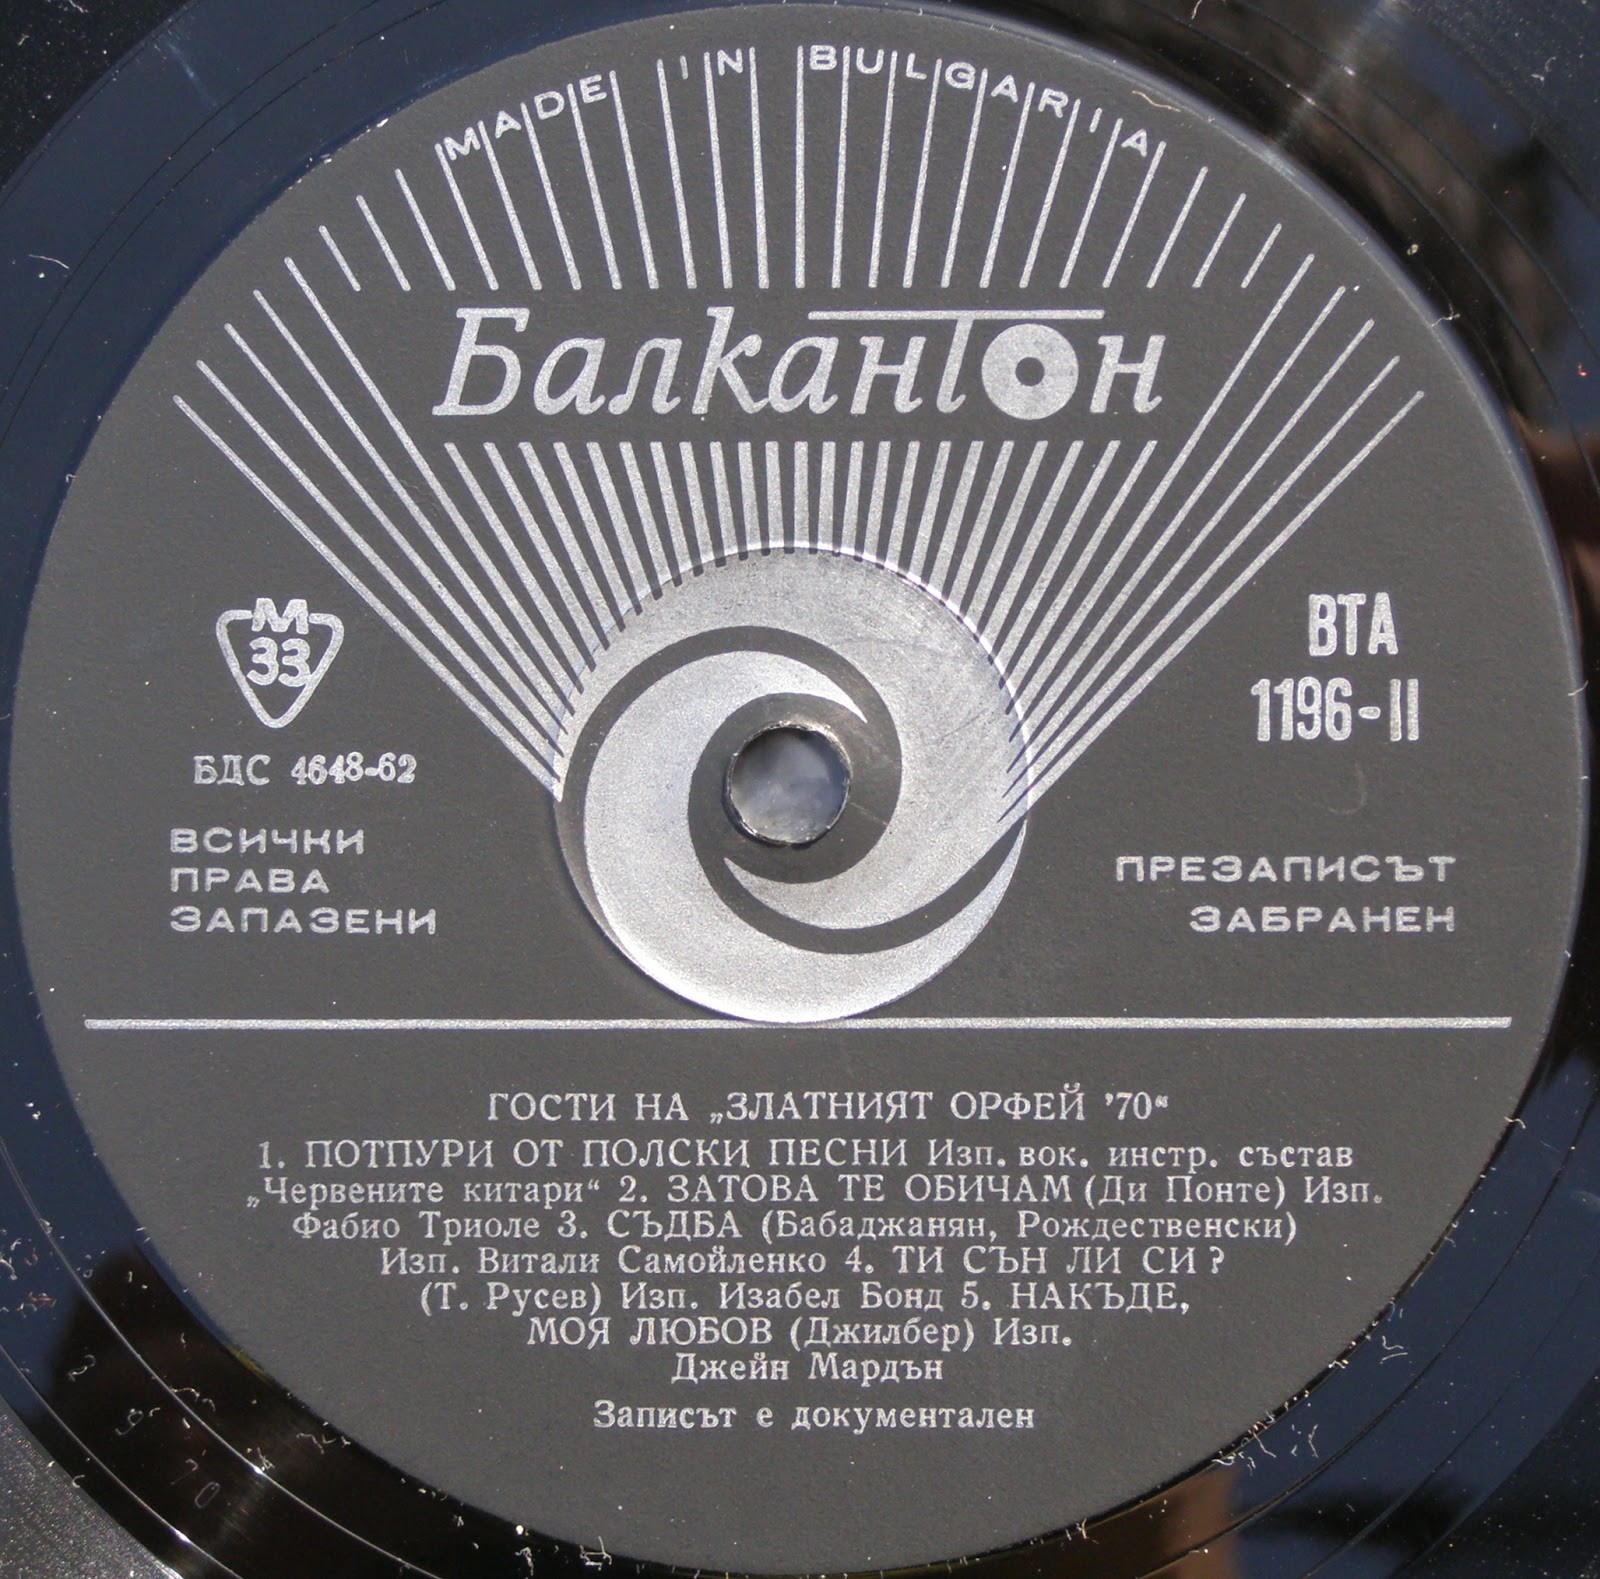 MADE IN BULGARIA
Балкантон
М
33
БДС 4648-62
ВСИЧКИ
ПРАВА
ЗАПАЗЕНИ
ВТА
1196-II
ПРЕЗАПИСЪТ
ЗАБРАНЕН
ГОСТИ НА „ЗЛАТНИЯТ ОРФЕЙ '70“
1. ПОТПУРИ ОТ ПОЛСКИ ПЕСНИ Изп. вок. инстр. състав
„Червените китари“ 2. ЗАТОВА ТЕ ОБИЧАМ (Ди Понте) Изп.
Фабио Триоле 3. СЪДБА (Бабаджанян, Рождественски)
Изп. Витали Самойленко 4. ТИ СЪН ЛИ СИ ?
(Т. Русев) Изп. Изабел Бонд 5. НАКЪДЕ,
МОЯ ЛЮБОВ (Джилбер) Изп.
Джейн Мардън
Записът е документален